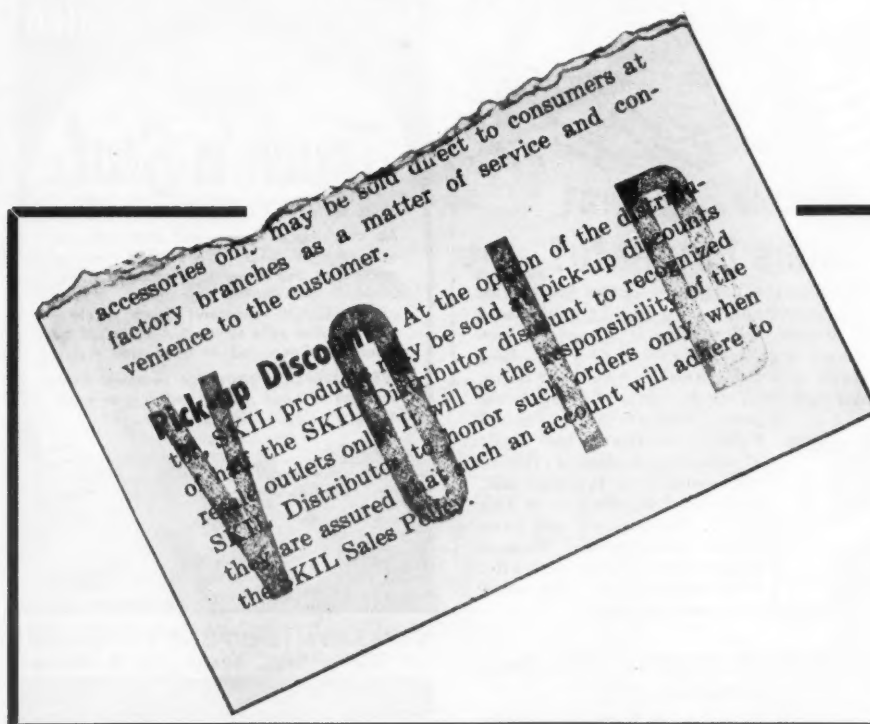 accessories only may be sold direct to consumers at
factory branches as a matter of service and con-
venience to the customer.
Pick-up Discounts. At the option of the distribu-
tor, SKIL products may be sold at pick-up discounts
of half the SKIL Distributor discount to recognized
resale outlets only. It will be the responsibility of the
SKIL Distributor to honor such orders only when
they are assured that such an account will adhere to
the SKIL Sales Policy.
VOID